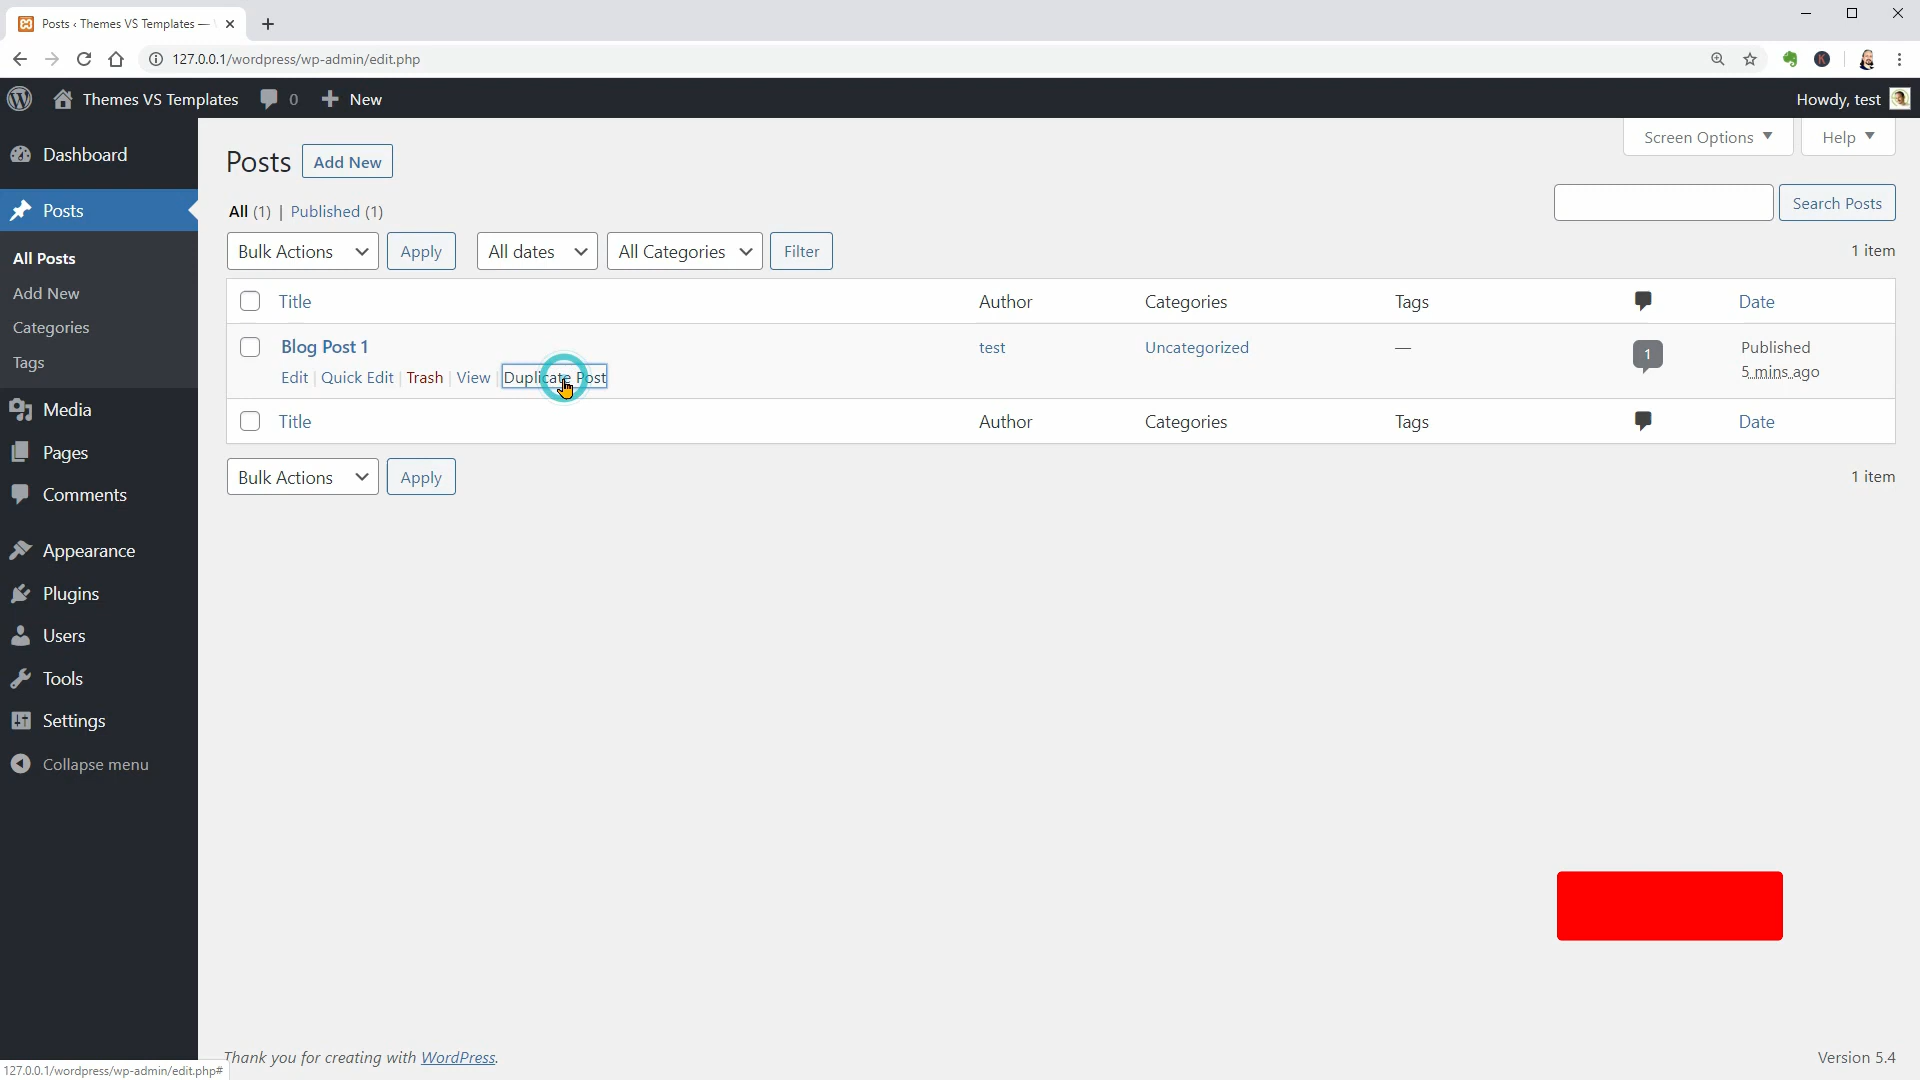 Posts ‹ Themes VS Templates —
127.0.0.1/wordpress/wp-admin/edit.php
Themes VS Templates 0 New
Howdy, test
Dashboard
Posts
All Posts
Add New
Categories
Tags
Media
Pages
Comments
Appearance
Plugins
Users
Tools
Settings
Collapse menu
Screen Options Help
Posts Add New
All (1) | Published (1)
Search Posts
Bulk Actions Apply All dates All Categories Filter
1 item
Title Author Categories Tags Date
Blog Post 1 test Uncategorized — 1 Published
Edit | Quick Edit | Trash | View | Duplicate Post 5 mins ago
Title Author Categories Tags Date
Bulk Actions Apply
1 item
Thank you for creating with WordPress.
Version 5.4
127.0.0.1/wordpress/wp-admin/edit.php#